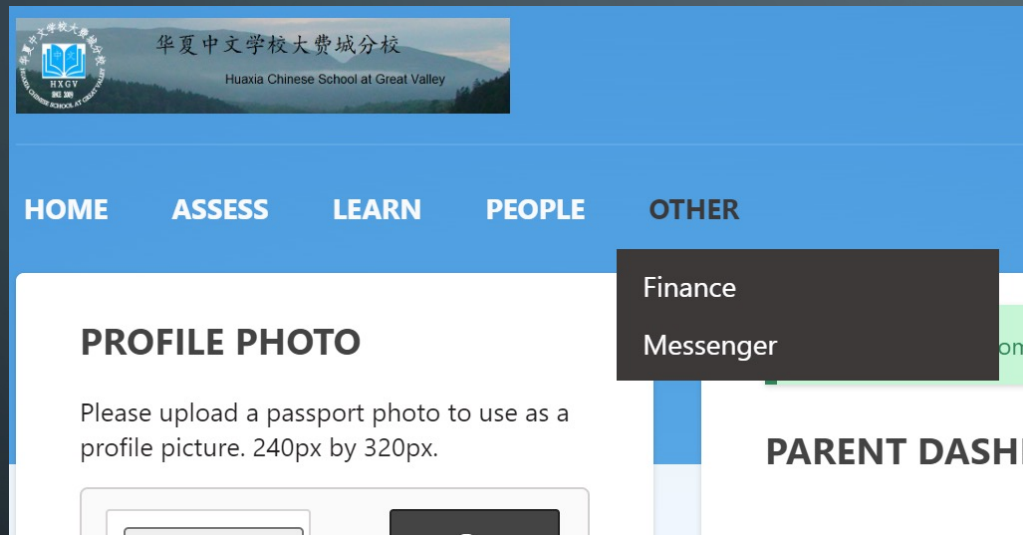 华夏中文学校大费城分校
Huaxia Chinese School at Great Valley
中文
HXGV
HOME ASSESS LEARN PEOPLE OTHER
Finance
Messenger
PROFILE PHOTO
Please upload a passport photo to use as a
profile picture. 240px by 320px.
PARENT DASH